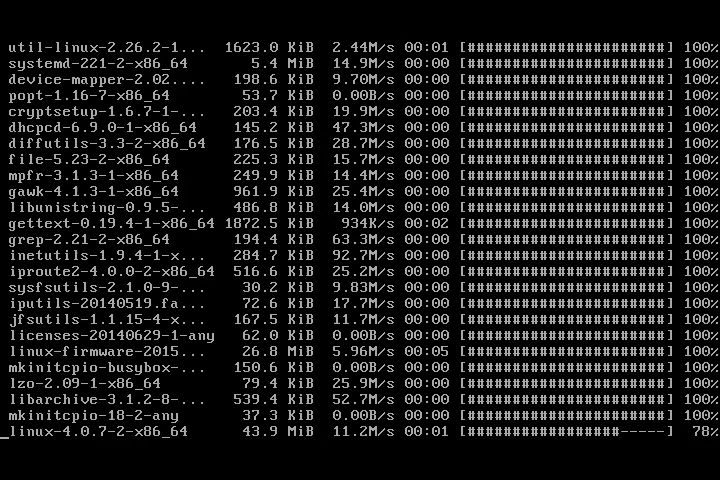 util-linux-2.26.2-1...  1623.0 KiB  2.44M/s 00:01 [######################] 100%
systemd-221-2-x86_64       5.4 MiB  14.9M/s 00:00 [######################] 100%
device-mapper-2.02....   198.6 KiB  9.70M/s 00:00 [######################] 100%
popt-1.16-7-x86_64        53.7 KiB  0.00B/s 00:00 [######################] 100%
cryptsetup-1.6.7-1-...   203.4 KiB  19.9M/s 00:00 [######################] 100%
dhcpcd-6.9.0-1-x86_64    145.2 KiB  47.3M/s 00:00 [######################] 100%
diffutils-3.3-2-x86_64   176.5 KiB  28.7M/s 00:00 [######################] 100%
file-5.23-2-x86_64       225.3 KiB  15.7M/s 00:00 [######################] 100%
mpfr-3.1.3-1-x86_64      249.9 KiB  14.4M/s 00:00 [######################] 100%
gawk-4.1.3-1-x86_64      961.9 KiB  25.4M/s 00:00 [######################] 100%
libunistring-0.9.5-...   486.8 KiB  14.0M/s 00:00 [######################] 100%
gettext-0.19.4-1-x86_64 1872.5 KiB   934K/s 00:02 [######################] 100%
grep-2.21-2-x86_64       194.4 KiB  63.3M/s 00:00 [######################] 100%
inetutils-1.9.4-1-x...   284.7 KiB  92.7M/s 00:00 [######################] 100%
iproute2-4.0.0-2-x86_64  516.6 KiB  25.2M/s 00:00 [######################] 100%
sysfsutils-2.1.0-9-...    30.2 KiB  9.83M/s 00:00 [######################] 100%
iputils-20140519.fa...    72.6 KiB  17.7M/s 00:00 [######################] 100%
jfsutils-1.1.15-4-x...   167.5 KiB  11.7M/s 00:00 [######################] 100%
licenses-20140629-1-any   62.0 KiB  0.00B/s 00:00 [######################] 100%
linux-firmware-2015...    26.8 MiB  5.96M/s 00:05 [######################] 100%
mkinitcpio-busybox-...   150.6 KiB  0.00B/s 00:00 [######################] 100%
lzo-2.09-1-x86_64         79.4 KiB  25.9M/s 00:00 [######################] 100%
libarchive-3.1.2-8-...   539.4 KiB  52.7M/s 00:00 [######################] 100%
mkinitcpio-18-2-any       37.3 KiB  0.00B/s 00:00 [######################] 100%
linux-4.0.7-2-x86_64      43.9 MiB  11.2M/s 00:01 [#################-----]  78%